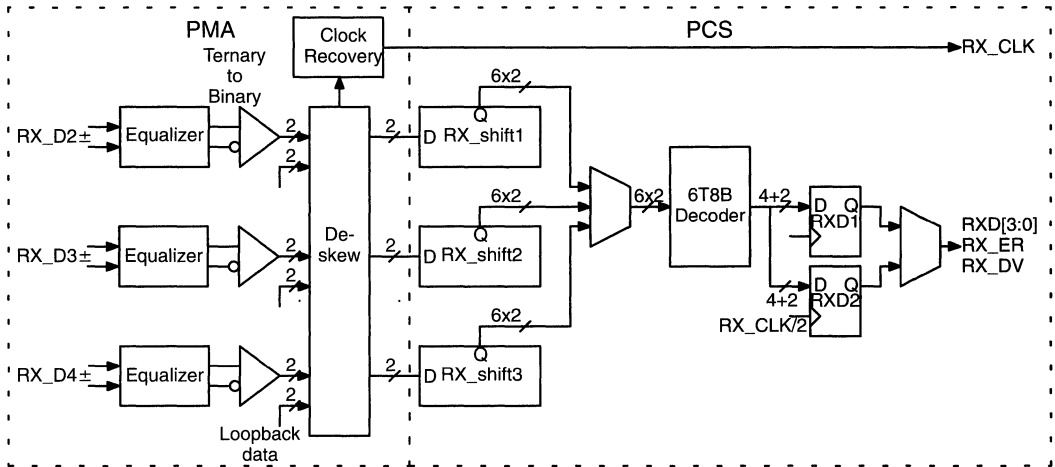 PMA
PCS
Clock
Recovery
RX_CLK
Ternary
to
Binary
6x2
RX_D2±
Equalizer
2
2
2
D
Q
RX_shift1
6x2
6x2
6T8B
Decoder
4+2
D
Q
RXD1
RXD[3:0]
RX_ER
RX_DV
RX_D3±
Equalizer
2
2
De-
skew
2
D
Q
RX_shift2
4+2
D
Q
RXD2
RX_CLK/2
6x2
RX_D4±
Equalizer
2
2
2
D
Q
RX_shift3
Loopback
data